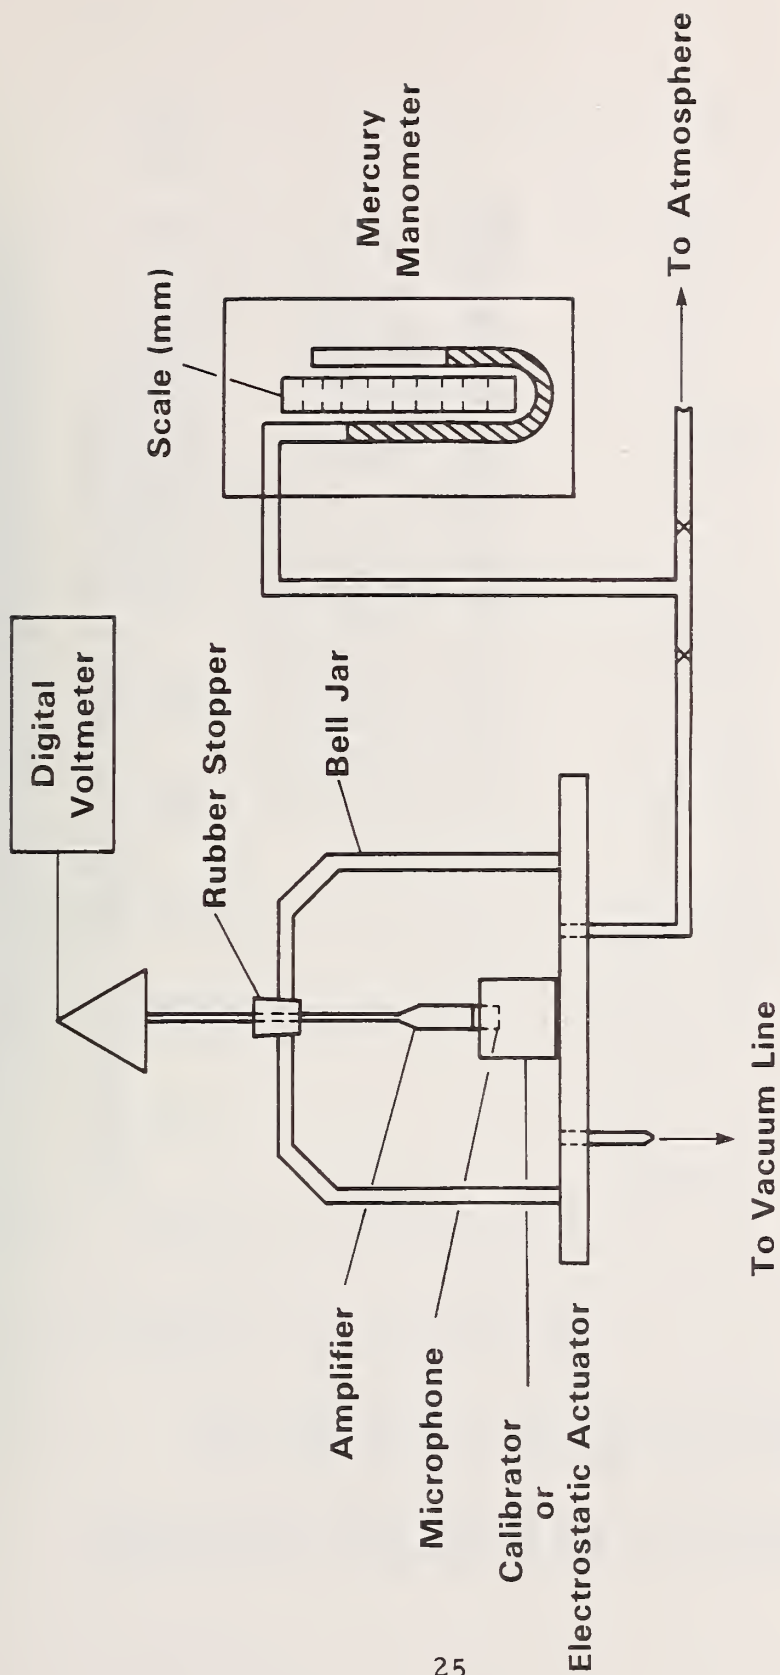 Digital
Voltmeter
Rubber Stopper
Bell Jar
Scale (mm)
Mercury
Manometer
To Atmosphere
Amplifier
Microphone
Calibrator
or
Electrostatic Actuator
To Vacuum Line
25